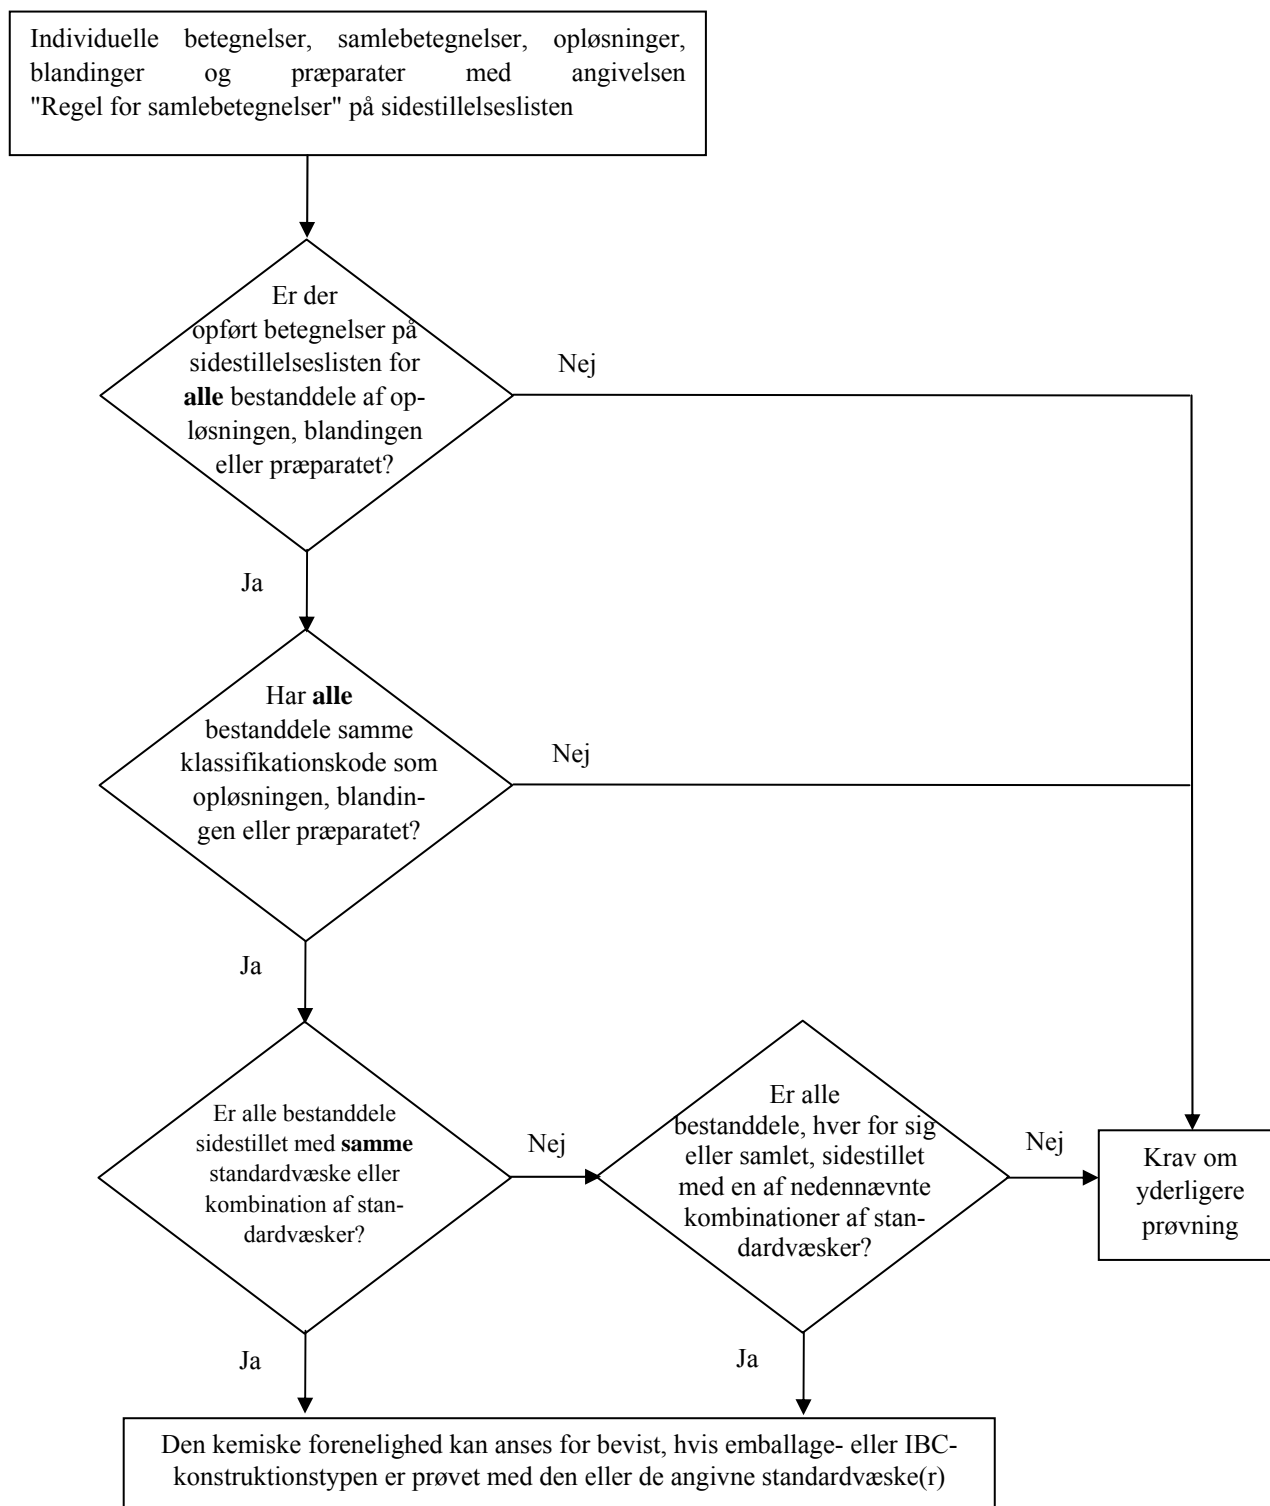 Individuelle betegnelser, samlebetegnelser, opløsninger,
blandinger og præparater med angivelsen
"Regel for samlebetegnelser" på sidestillelseslisten
Er der
opført betegnelser på
sidestillelseslisten for
alle bestanddele af op-
løsningen, blandingen
eller præparatet?
Nej
Ja
Har alle
bestanddele samme
klassifikationskode som
opløsningen, blandin-
gen eller præparatet?
Nej
Ja
Er alle bestanddele
sidestillet med samme
standardvæske eller
kombination af stan-
dardvæsker?
Nej
Er alle
bestanddele, hver for sig
eller samlet, sidestillet
med en af nedennævnte
kombinationer af stan-
dardvæsker?
Nej
Krav om
yderligere
prøvning
Ja
Ja
Den kemiske forenelighed kan anses for bevist, hvis emballage- eller IBC-
konstruktionstypen er prøvet med den eller de angivne standardvæske(r)